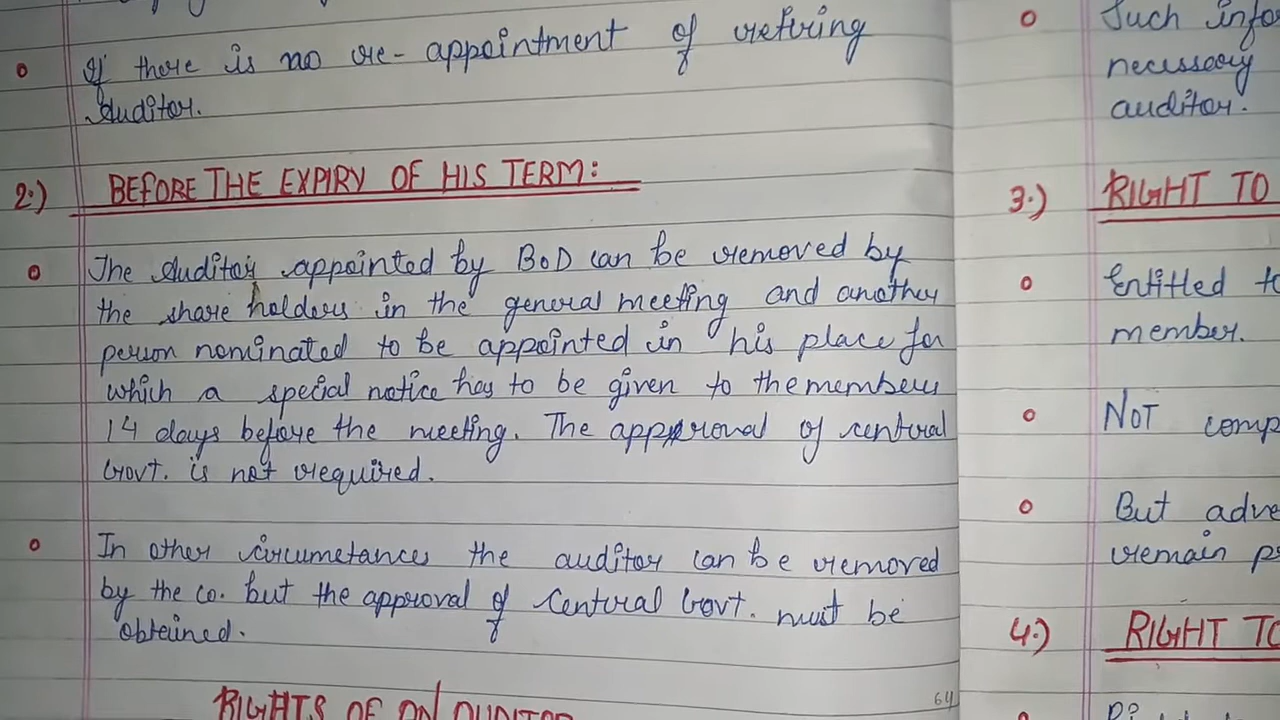 If there is no re-appointment of retiring
Auditor.
2.) BEFORE THE EXPIRY OF HIS TERM:
The Auditor appointed by BoD can be removed by
the share holders in the general meeting and another
person nominated to be appointed in his place for
which a special notice has to be given to the members
14 days before the meeting. The approval of central
Govt. is not required.
In other circumstances the auditor can be removed
by the co. but the approval of Central Govt. must be
obtained.
RIGHTS OF AN AUDITOR
64
Such info
necessary
auditor.
3.) RIGHT TO
Entitled to
member.
NOT comp
But adve
remain pr
4.) RIGHT TO